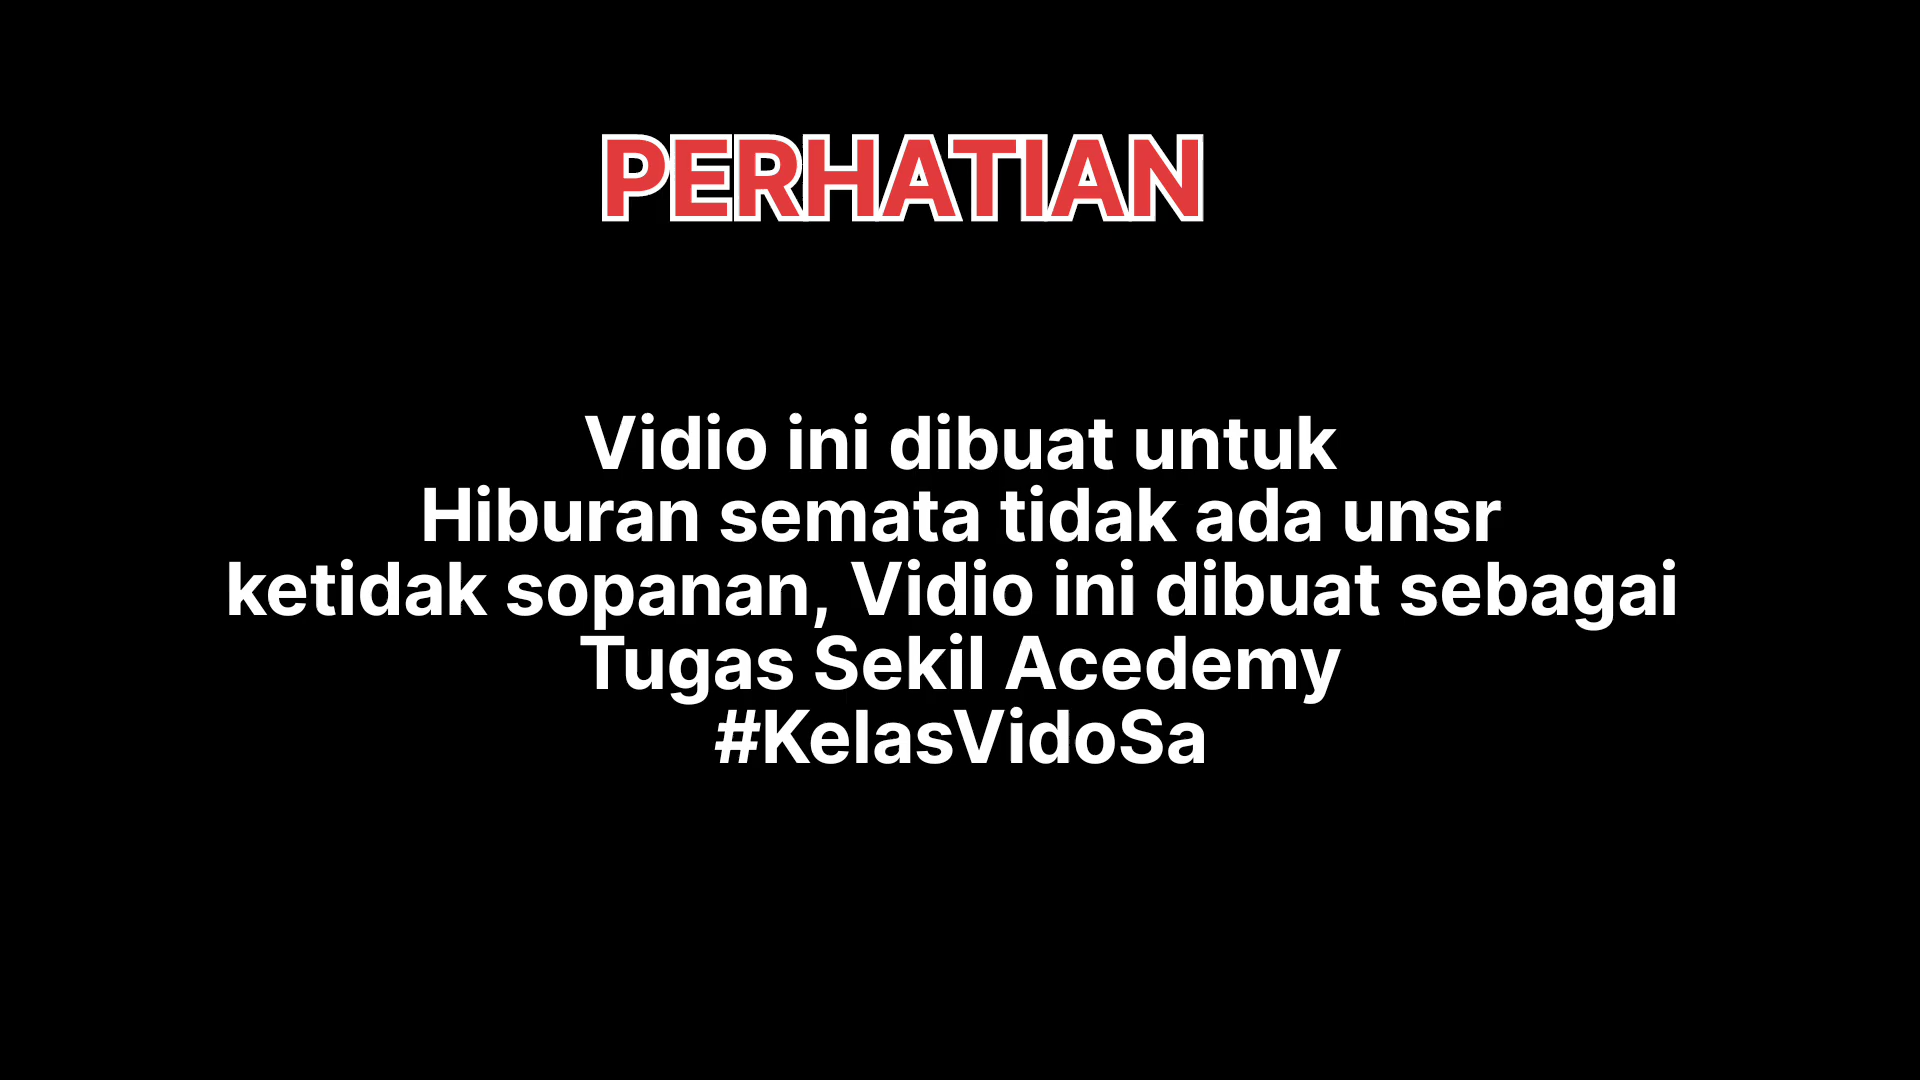 PERHATIAN
Vidio ini dibuat untuk
Hiburan semata tidak ada unsr
ketidak sopanan, Vidio ini dibuat sebagai
Tugas Sekil Acedemy
#KelasVidoSa